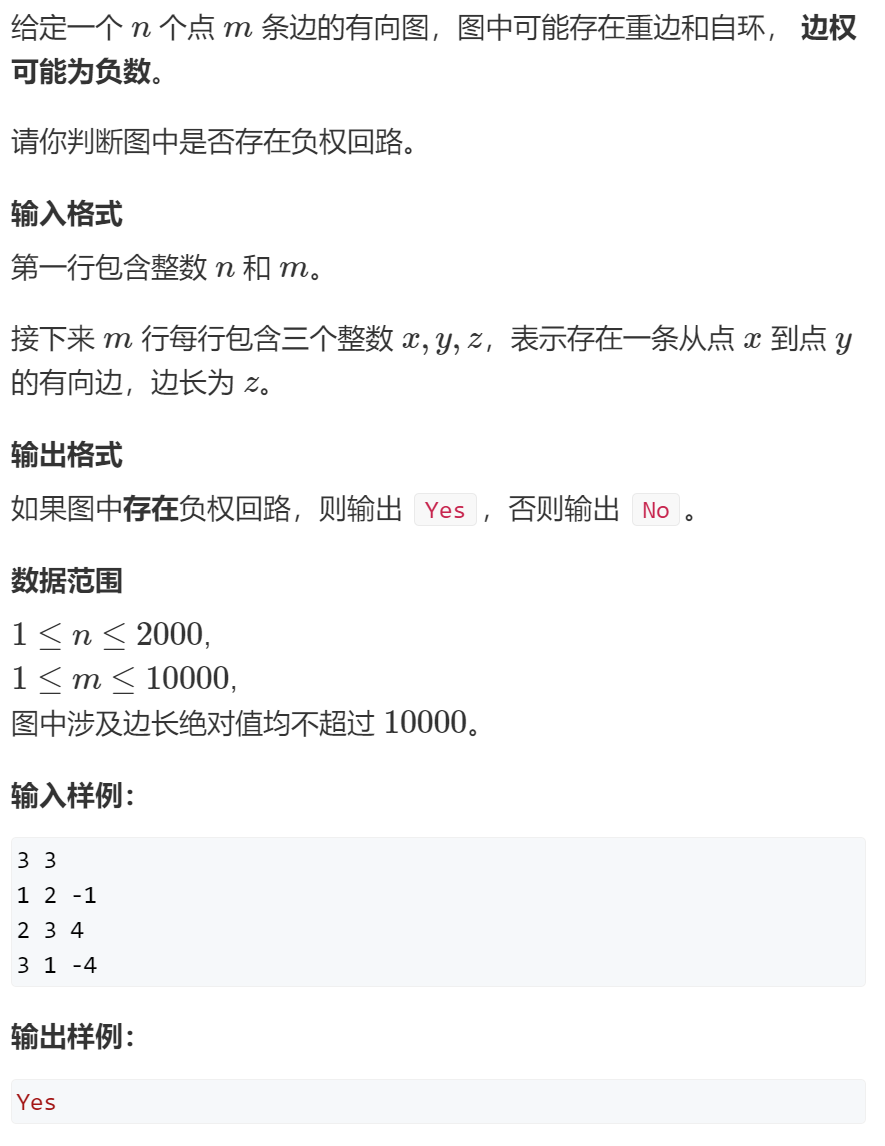 给定一个 n 个点 m 条边的有向图，图中可能存在重边和自环， 边权
可能为负数。
请你判断图中是否存在负权回路。
输入格式
第一行包含整数 n 和 m。
接下来 m 行每行包含三个整数 x, y, z，表示存在一条从点 x 到点 y
的有向边，边长为 z。
输出格式
如果图中存在负权回路，则输出 Yes ，否则输出 No 。
数据范围
1 ≤ n ≤ 2000,
1 ≤ m ≤ 10000,
图中涉及边长绝对值均不超过 10000。
输入样例：
3 3
1 2 -1
2 3 4
3 1 -4
输出样例：
Yes